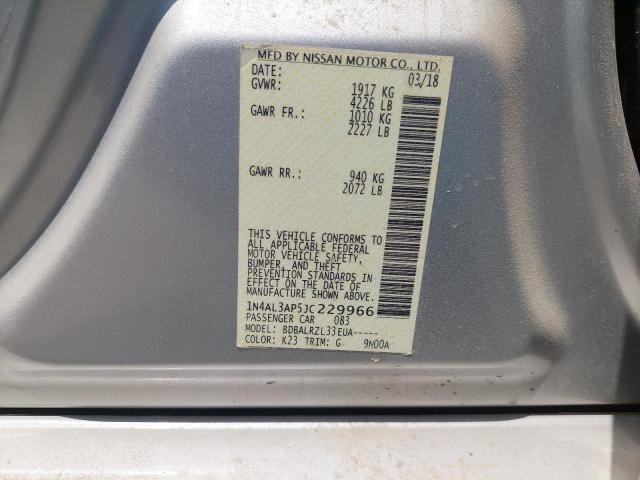 MFD BY NISSAN MOTOR CO., LTD.
DATE: 03/18
GVWR: 1917 KG
4226 LB
GAWR FR.: 1010 KG
2227 LB
GAWR RR.: 940 KG
2072 LB
THIS VEHICLE CONFORMS TO
ALL APPLICABLE FEDERAL
MOTOR VEHICLE SAFETY,
BUMPER, AND THEFT
PREVENTION STANDARDS IN
EFFECT ON THE DATE OF
MANUFACTURE SHOWN ABOVE.
1N4AL3AP5JC229966
PASSENGER CAR 083
MODEL: BDBALRZL33EUA-----
COLOR: K23 TRIM: G 9N00A